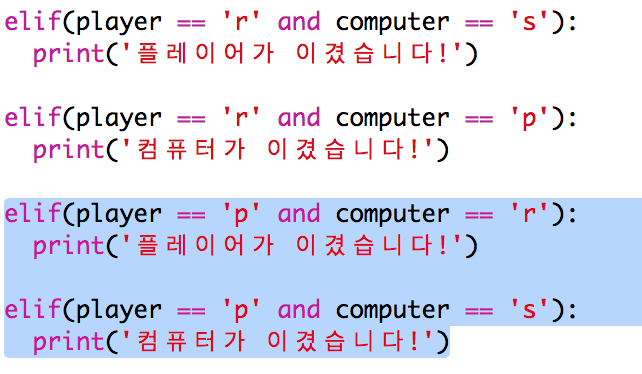 elif(player == 'r' and computer == 's'):
  print('플레이어가 이겼습니다!')
elif(player == 'r' and computer == 'p'):
  print('컴퓨터가 이겼습니다!')
elif(player == 'p' and computer == 'r'):
  print('플레이어가 이겼습니다!')
elif(player == 'p' and computer == 's'):
  print('컴퓨터가 이겼습니다!')